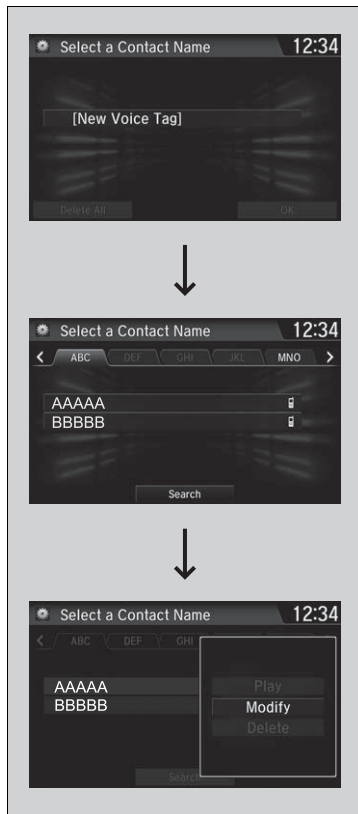 Select a Contact Name 12:34
[New Voice Tag]
Delete All OK
Select a Contact Name 12:34
ABC DEF GHI JKL MNO
AAAAA
BBBBB
Search
Select a Contact Name 12:34
ABC DEF GHI
AAAAA Play
BBBBB Modify
Delete
Search